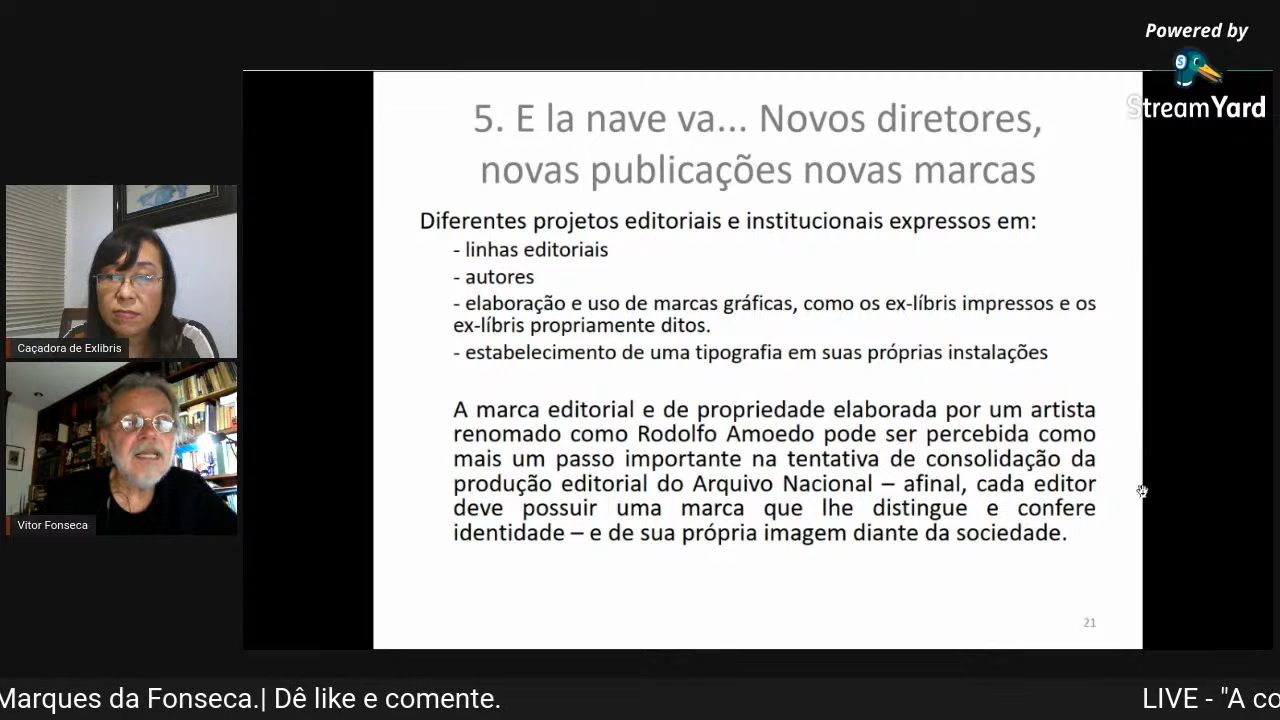 Powered by
StreamYard
5. E la nave va... Novos diretores,
novas publicações novas marcas
Diferentes projetos editoriais e institucionais expressos em:
- linhas editoriais
- autores
- elaboração e uso de marcas gráficas, como os ex-líbris impressos e os
ex-líbris propriamente ditos.
- estabelecimento de uma tipografia em suas próprias instalações
A marca editorial e de propriedade elaborada por um artista
renomado como Rodolfo Amoedo pode ser percebida como
mais um passo importante na tentativa de consolidação da
produção editorial do Arquivo Nacional – afinal, cada editor
deve possuir uma marca que lhe distingue e confere
identidade – e de sua própria imagem diante da sociedade.
21
Caçadora de Exlibris
Vitor Fonseca
Marques da Fonseca.| Dê like e comente.
LIVE - "A co